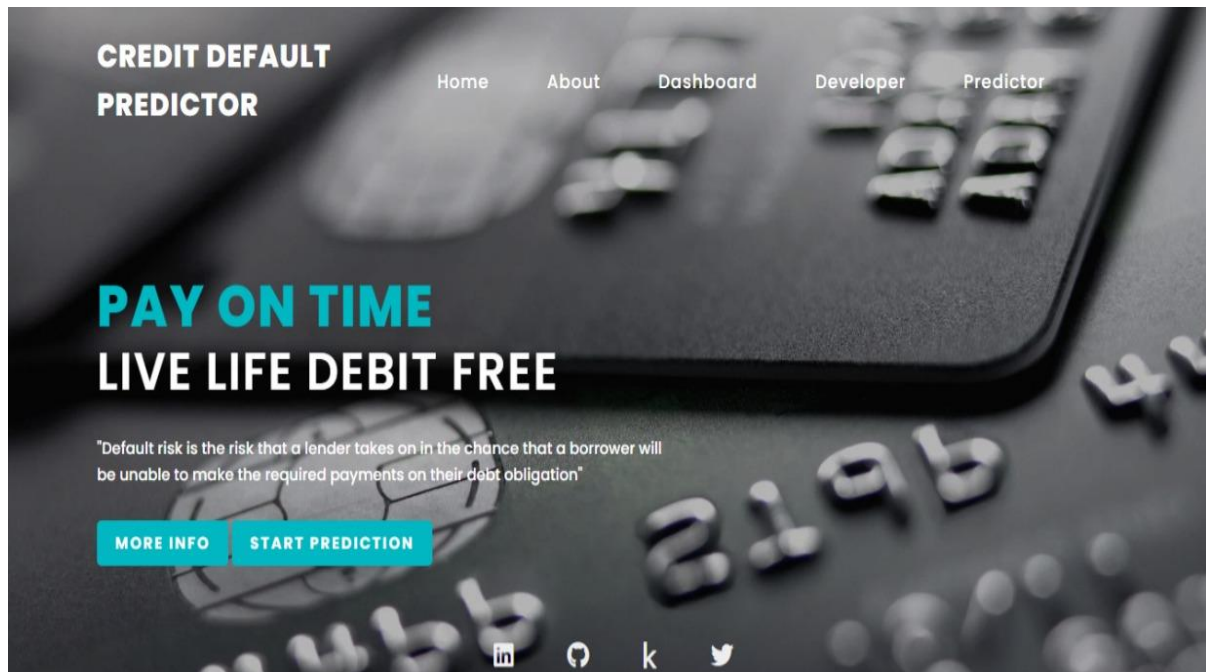 CREDIT DEFAULT
PREDICTOR
Home About Dashboard Developer Predictor
PAY ON TIME
LIVE LIFE DEBIT FREE
"Default risk is the risk that a lender takes on in the chance that a borrower will
be unable to make the required payments on their debt obligation"
MORE INFO START PREDICTION
2196
in k